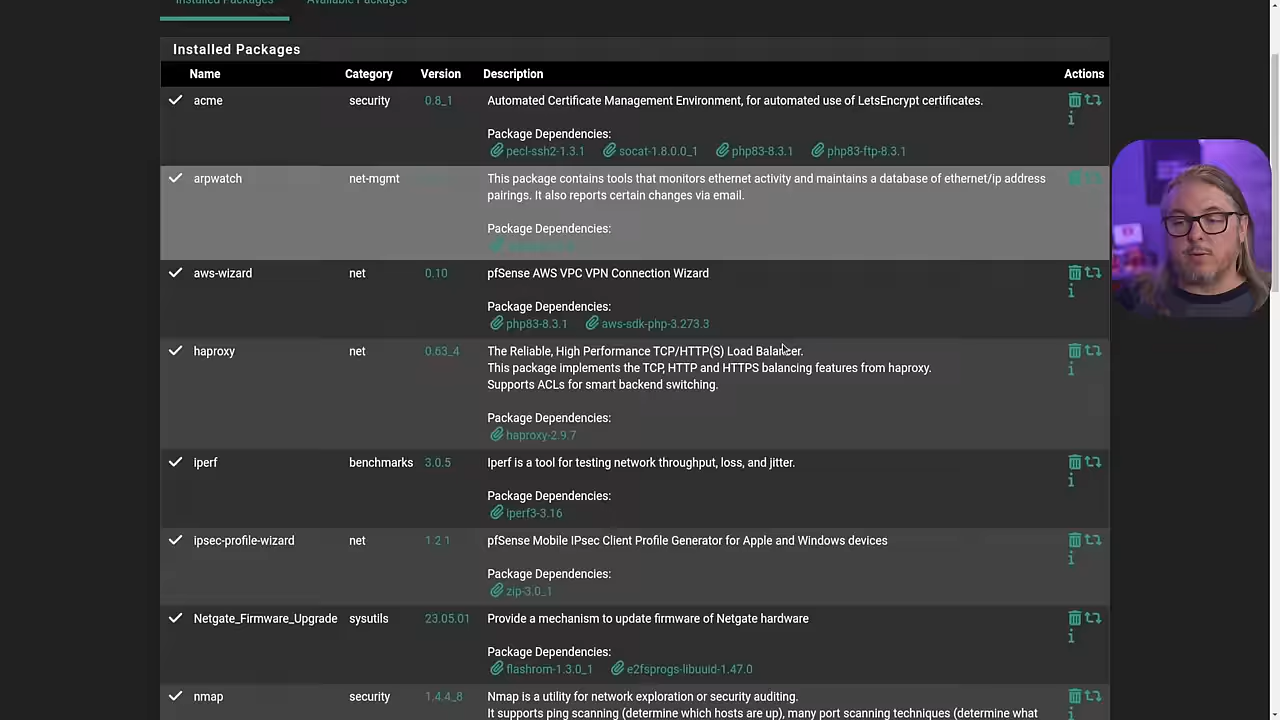 Installed Packages Available Packages
Installed Packages
Name Category Version Description Actions
acme security 0.8_1 Automated Certificate Management Environment, for automated use of LetsEncrypt certificates.
Package Dependencies:
pecl-ssh2-1.3.1 socat-1.8.0.0_1 php83-8.3.1 php83-ftp-8.3.1
arpwatch net-mgmt This package contains tools that monitors ethernet activity and maintains a database of ethernet/ip address
pairings. It also reports certain changes via email.
Package Dependencies:
aws-wizard net 0.10 pfSense AWS VPC VPN Connection Wizard
Package Dependencies:
php83-8.3.1 aws-sdk-php-3.273.3
haproxy net 0.63_4 The Reliable, High Performance TCP/HTTP(S) Load Balancer.
This package implements the TCP, HTTP and HTTPS balancing features from haproxy.
Supports ACLs for smart backend switching.
Package Dependencies:
haproxy-2.9.7
iperf benchmarks 3.0.5 Iperf is a tool for testing network throughput, loss, and jitter.
Package Dependencies:
iperf3-3.16
ipsec-profile-wizard net 1.2.1 pfSense Mobile IPsec Client Profile Generator for Apple and Windows devices
Package Dependencies:
zip-3.0_1
Netgate_Firmware_Upgrade sysutils 23.05.01 Provide a mechanism to update firmware of Netgate hardware
Package Dependencies:
flashrom-1.3.0_1 e2fsprogs-libuuid-1.47.0
nmap security 1.4.4_8 Nmap is a utility for network exploration or security auditing.
It supports ping scanning (determine which hosts are up), many port scanning techniques (determine what